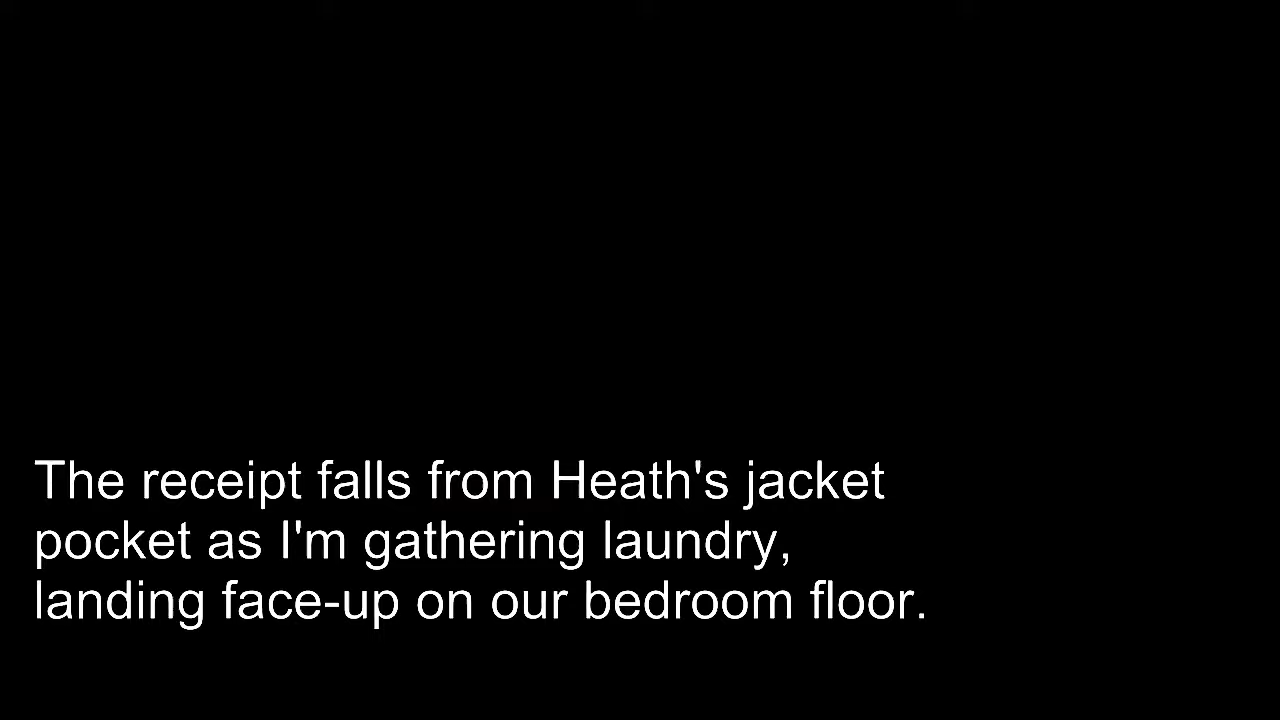 The receipt falls from Heath's jacket
pocket as I'm gathering laundry,
landing face-up on our bedroom floor.